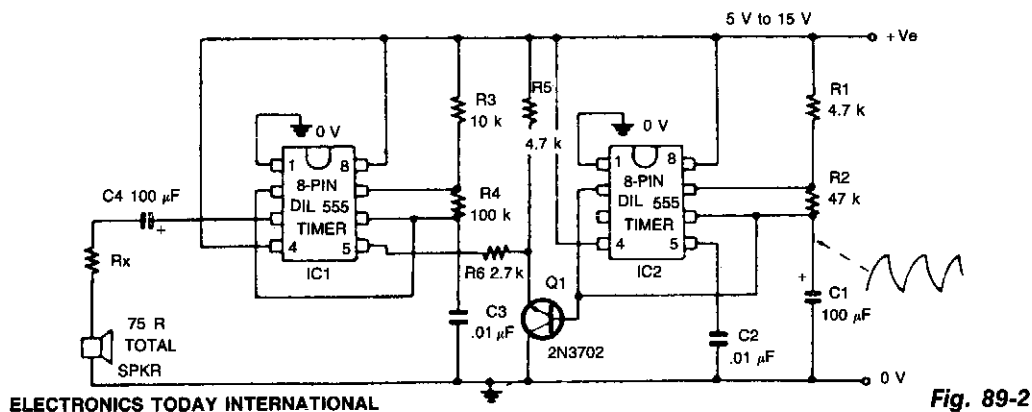 5 V to 15 V
+Ve
R3
10 k
R5
4.7 k
R1
4.7 k
0 V
0 V
1
8
8-PIN
DIL 555
TIMER
4
5
IC1
R4
100 k
1
8
8-PIN
DIL 555
TIMER
4
5
IC2
R2
47 k
C4 100 µF
+
Rx
R6 2.7 k
Q1
2N3702
C3
.01 µF
C2
.01 µF
+
C1
100 µF
75 R
TOTAL
SPKR
0 V
ELECTRONICS TODAY INTERNATIONAL
Fig. 89-2